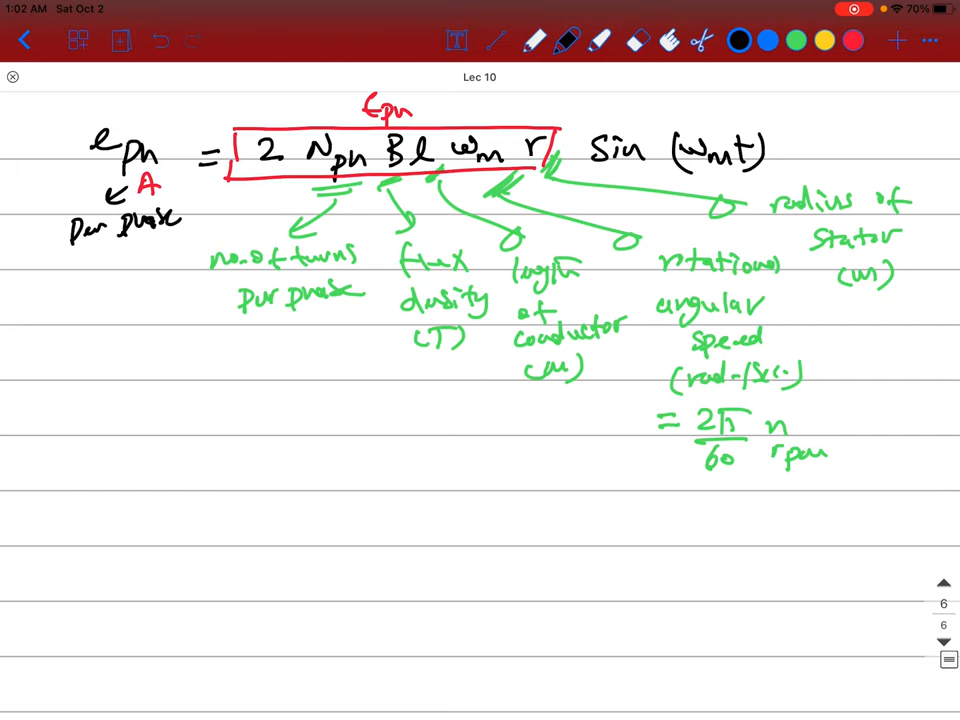 1:02 AM Sat Oct 2
70%
T
Lec 10
Eph
eph = 2 Nph B l ωm r Sin (ωmt)
A
per phase
no. of turns
per phase
flux
density
(T)
length
of
conductor
(m)
rotational
angular
speed
(rad/sec.)
= 2π/60 n
rpm
radius of
stator
(m)
6
6